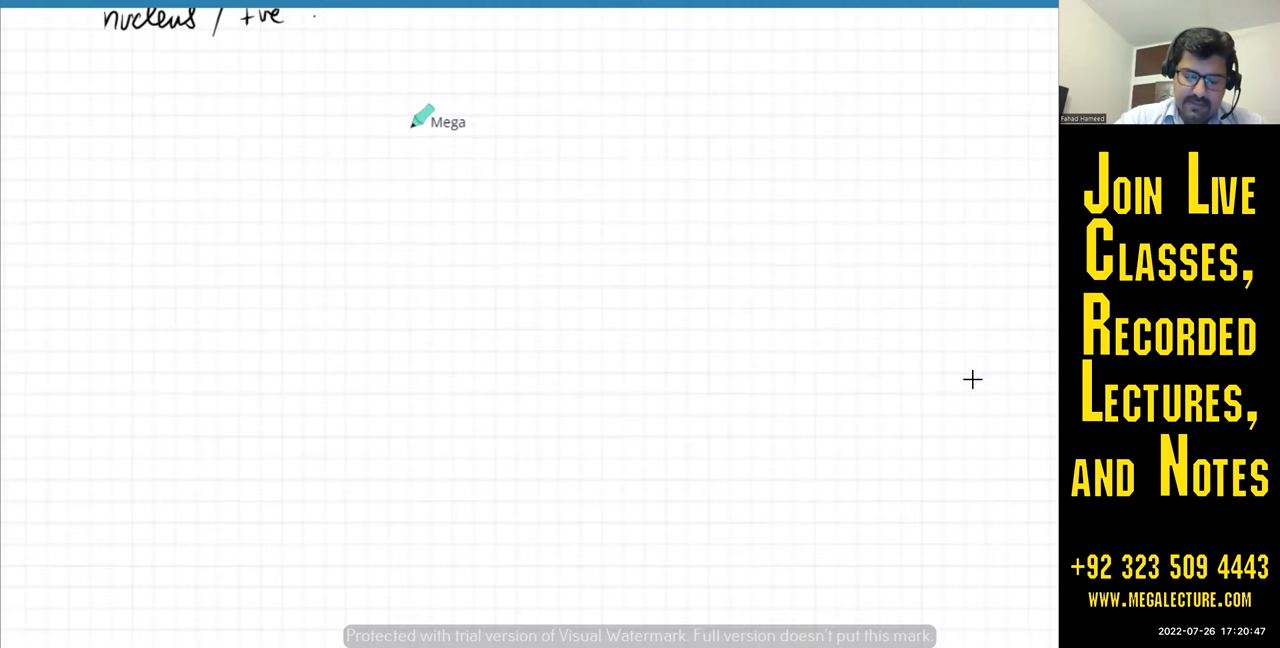 nucleus / +ve .
Mega
Fahad Hameed
Join Live
Classes,
Recorded
Lectures,
and Notes
+92 323 509 4443
www.megalecture.com
2022-07-26 17:20:47
Protected with trial version of Visual Watermark. Full version doesn't put this mark.